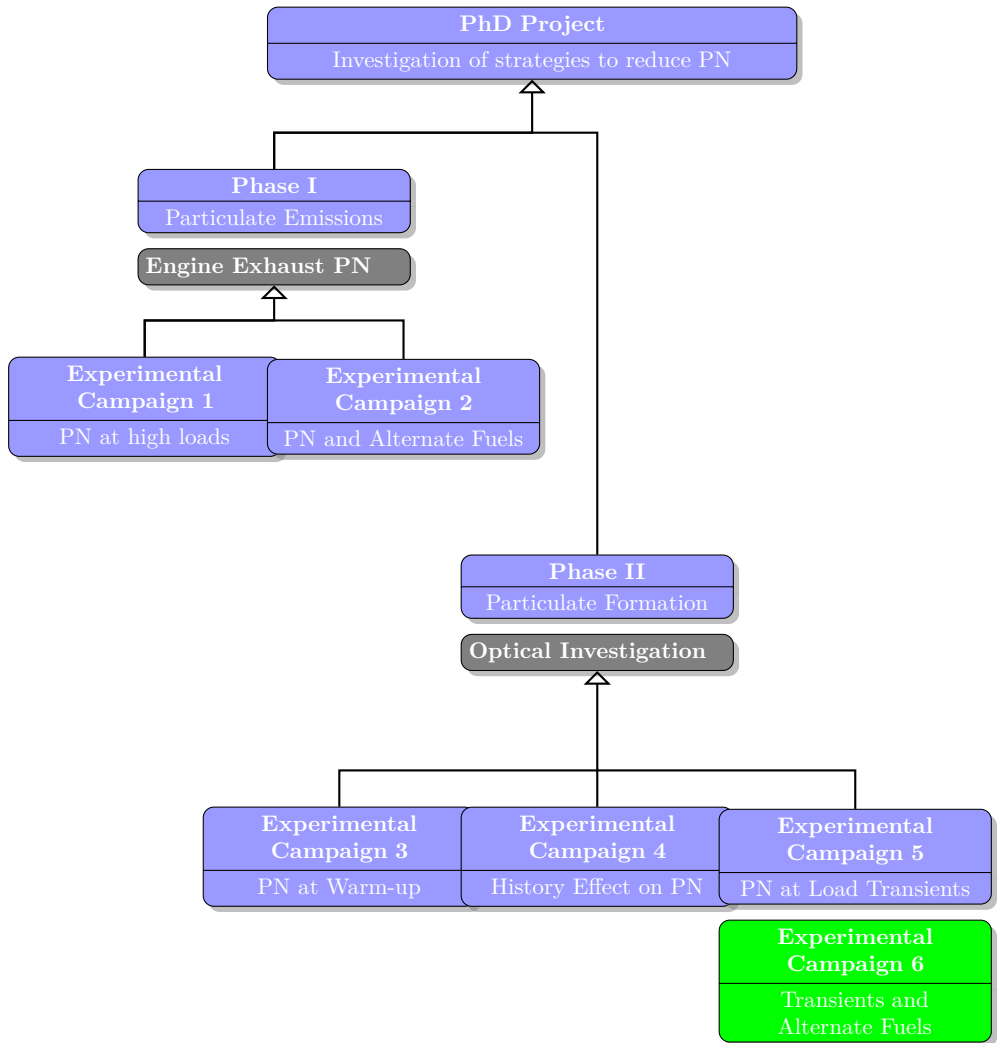 PhD Project
Investigation of strategies to reduce PN
Phase I
Particulate Emissions
Engine Exhaust PN
Experimental
Campaign 1
PN at high loads
Experimental
Campaign 2
PN and Alternate Fuels
Phase II
Particulate Formation
Optical Investigation
Experimental
Campaign 3
PN at Warm-up
Experimental
Campaign 4
History Effect on PN
Experimental
Campaign 5
PN at Load Transients
Experimental
Campaign 6
Transients and
Alternate Fuels